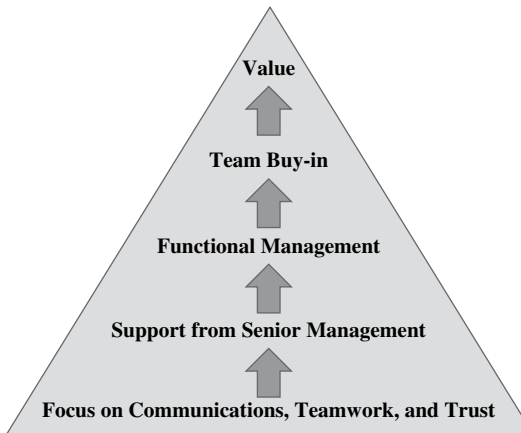 Value
Team Buy-in
Functional Management
Support from Senior Management
Focus on Communications, Teamwork, and Trust